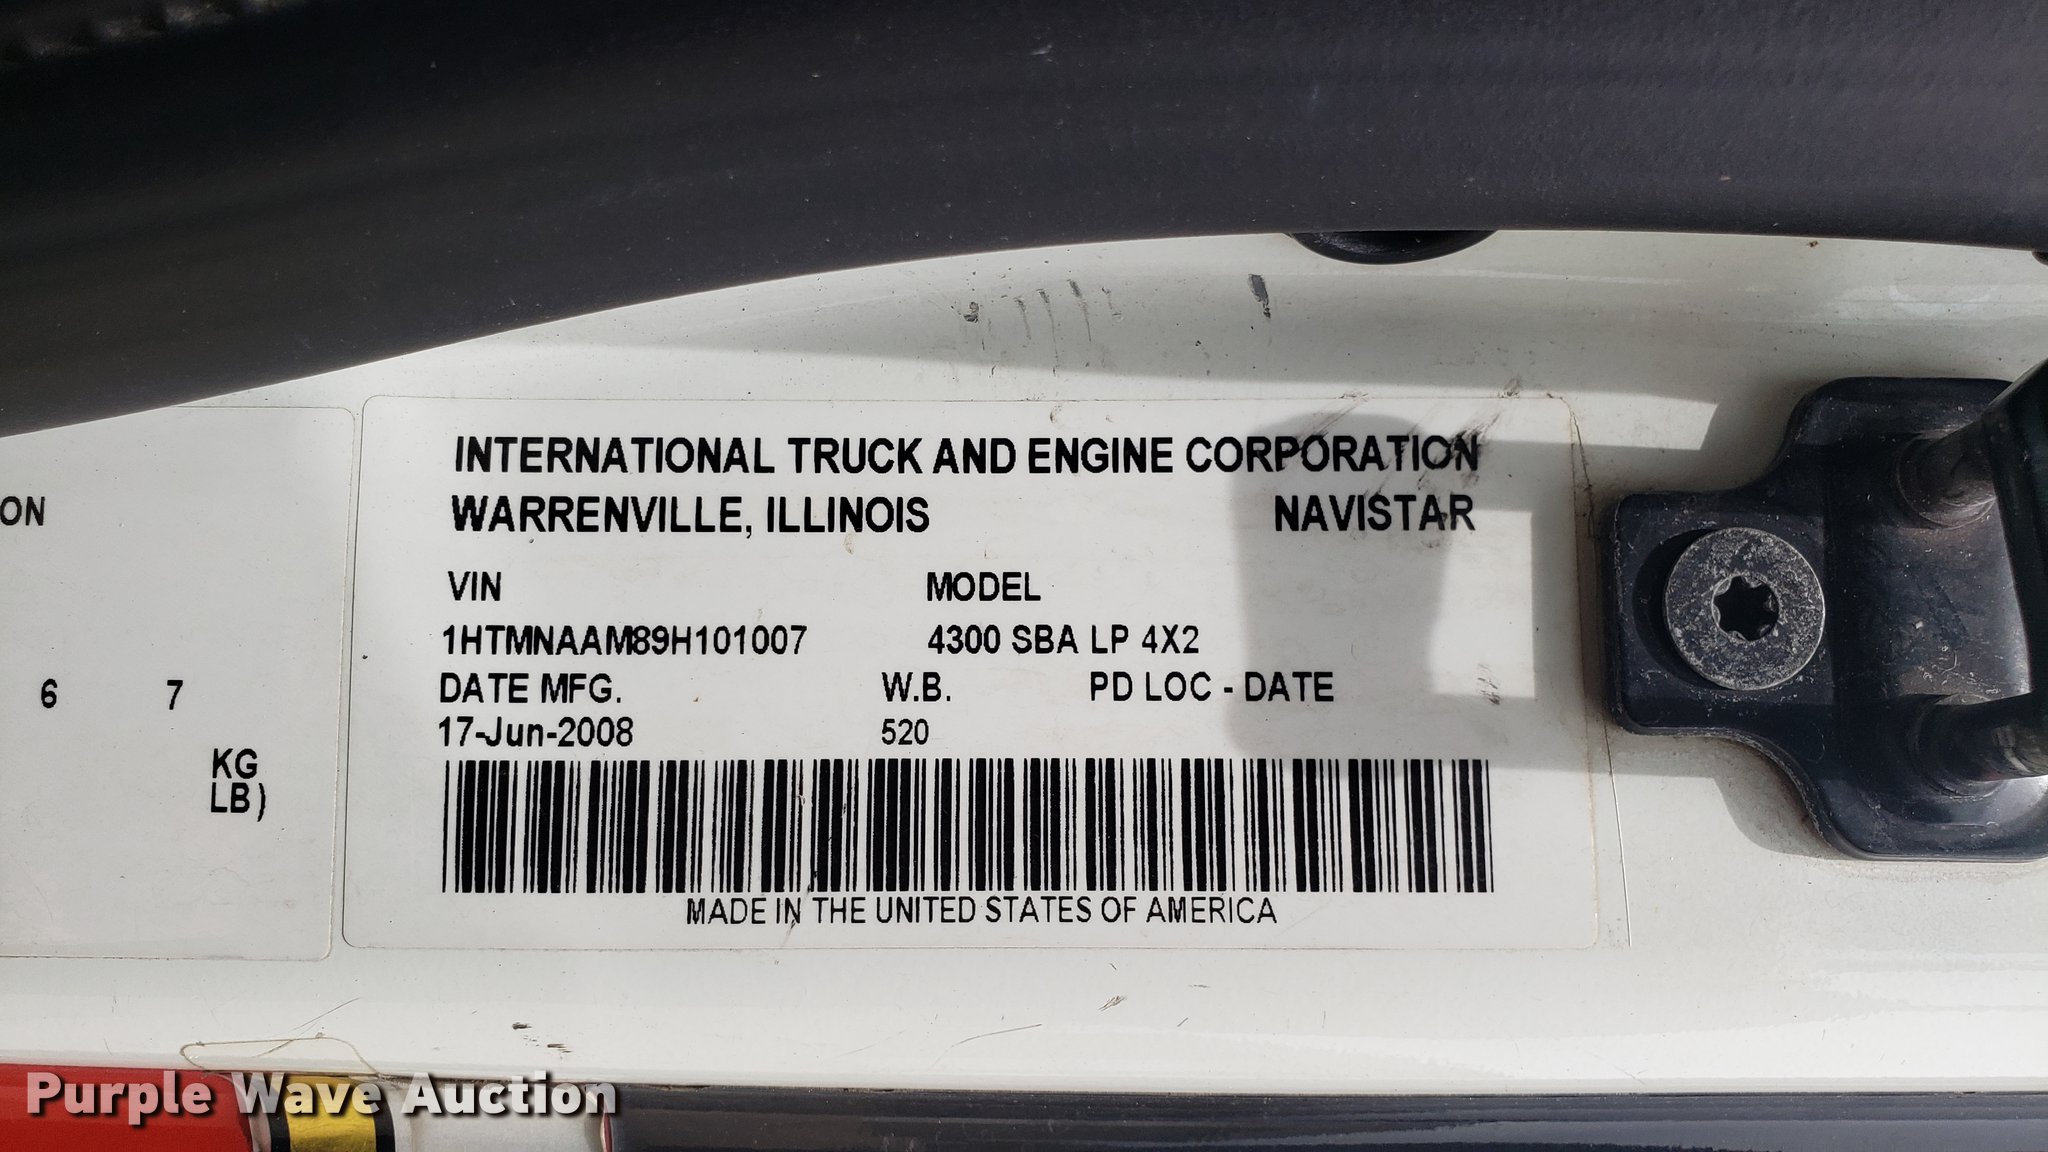 INTERNATIONAL TRUCK AND ENGINE CORPORATION
WARRENVILLE, ILLINOIS NAVISTAR
VIN MODEL
1HTMNAAM89H101007 4300 SBA LP 4X2
DATE MFG. W.B. PD LOC - DATE
17-Jun-2008 520
MADE IN THE UNITED STATES OF AMERICA
ON
6 7
KG
LB)
Purple Wave Auction